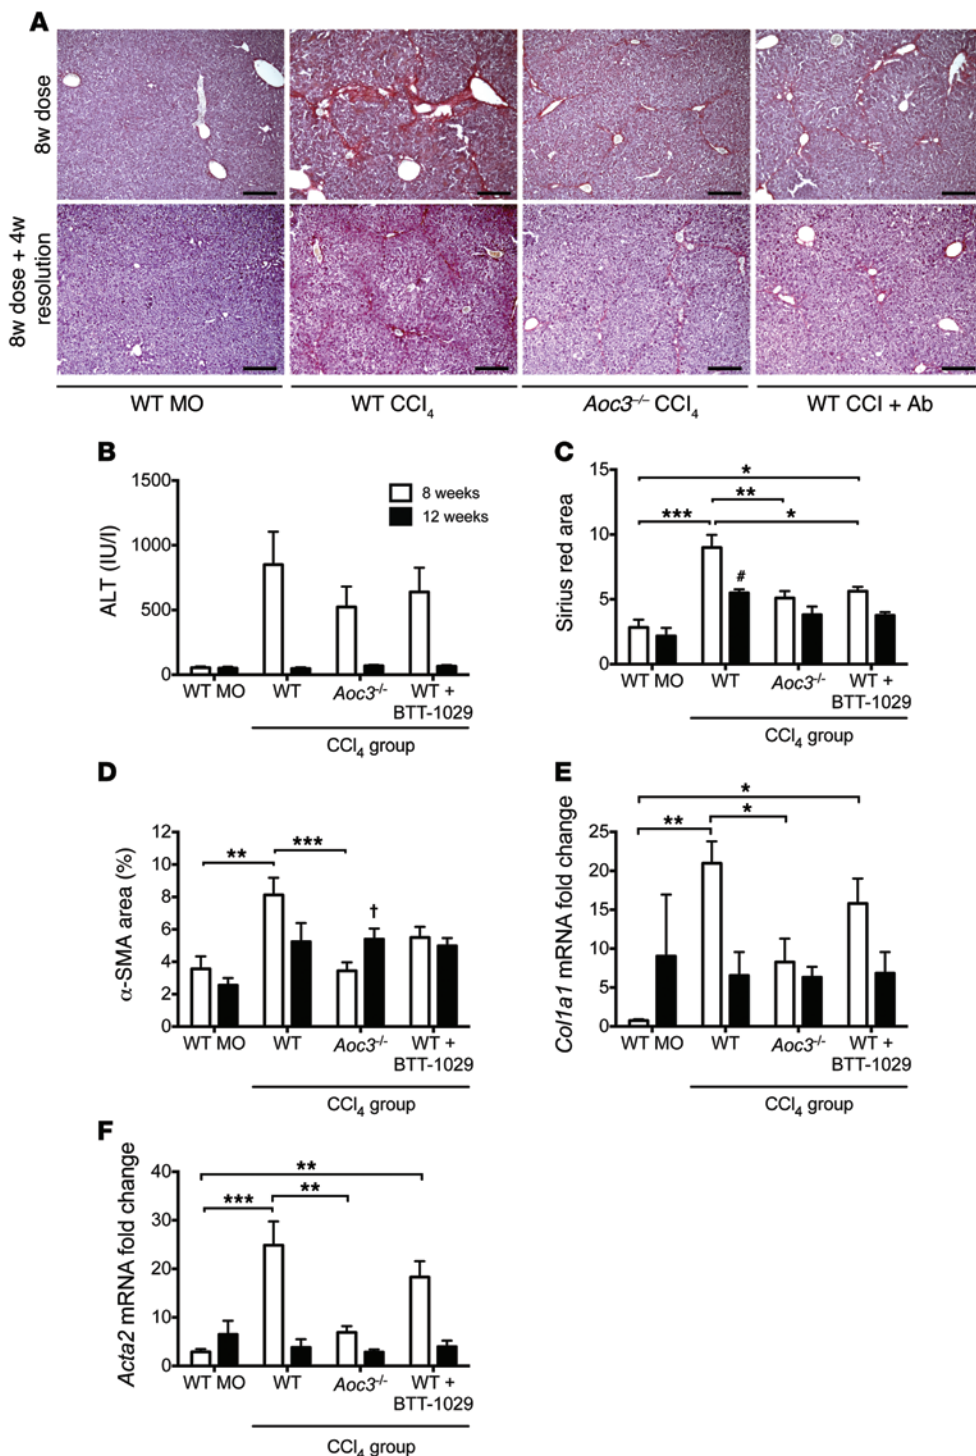 A
8w dose
8w dose + 4w
resolution
WT MO
WT CCl₄
Aoc3⁻/⁻ CCl₄
WT CCl + Ab
B
1500
1000
500
0
ALT (IU/l)
8 weeks
12 weeks
WT MO
WT
Aoc3⁻/⁻
WT +
BTT-1029
CCl₄ group
C
15
10
5
0
Sirius red area
*
**
***
*
#
WT MO
WT
Aoc3⁻/⁻
WT +
BTT-1029
CCl₄ group
D
12
10
8
6
4
2
0
α-SMA area (%)
**
***
†
WT MO
WT
Aoc3⁻/⁻
WT +
BTT-1029
CCl₄ group
E
25
20
15
10
5
0
Col1a1 mRNA fold change
*
**
*
WT MO
WT
Aoc3⁻/⁻
WT +
BTT-1029
CCl₄ group
F
40
30
20
10
0
Acta2 mRNA fold change
**
***
**
WT MO
WT
Aoc3⁻/⁻
WT +
BTT-1029
CCl₄ group